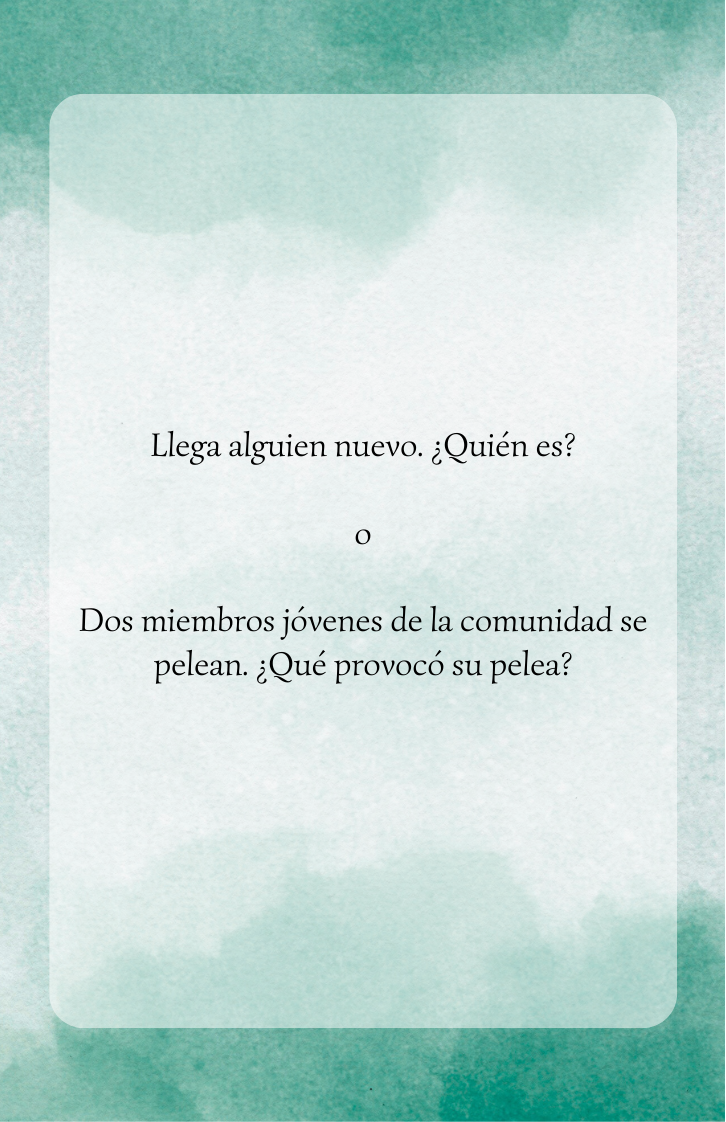 Llega alguien nuevo. ¿Quién es?
o
Dos miembros jóvenes de la comunidad se
pelean. ¿Qué provocó su pelea?